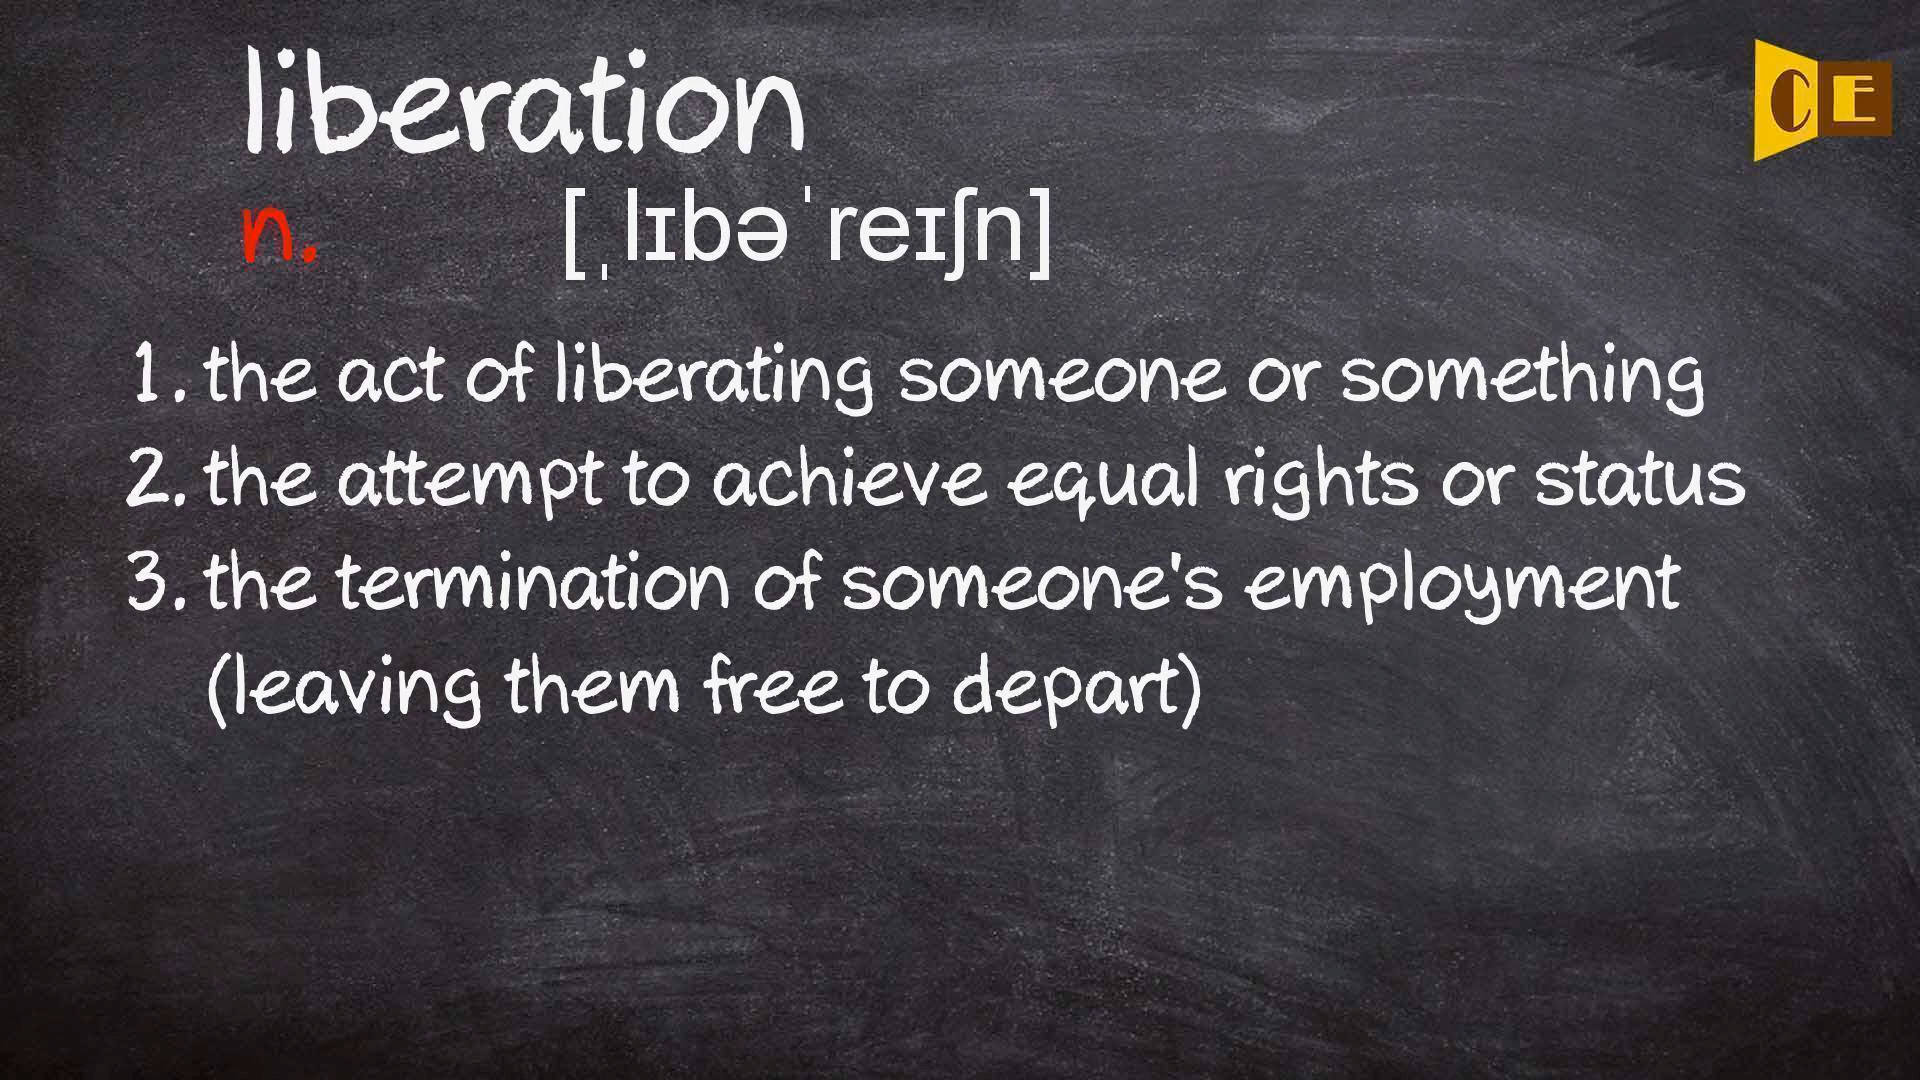 liberation
CE
n. [ˌlɪbəˈreɪʃn]
1. the act of liberating someone or something
2. the attempt to achieve equal rights or status
3. the termination of someone's employment
(leaving them free to depart)